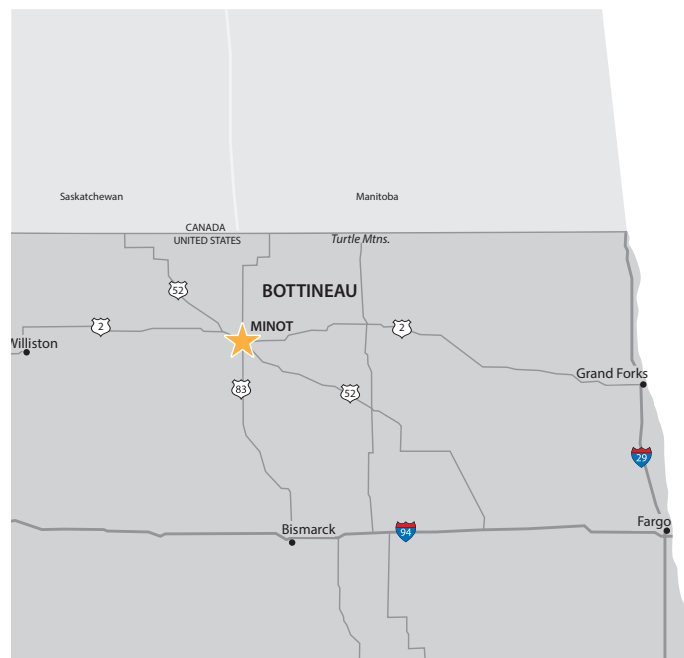 Saskatchewan
Manitoba
CANADA
UNITED STATES
Turtle Mtns.
52
BOTTINEAU
MINOT
2
2
Williston
Grand Forks
83
52
29
Bismarck
94
Fargo